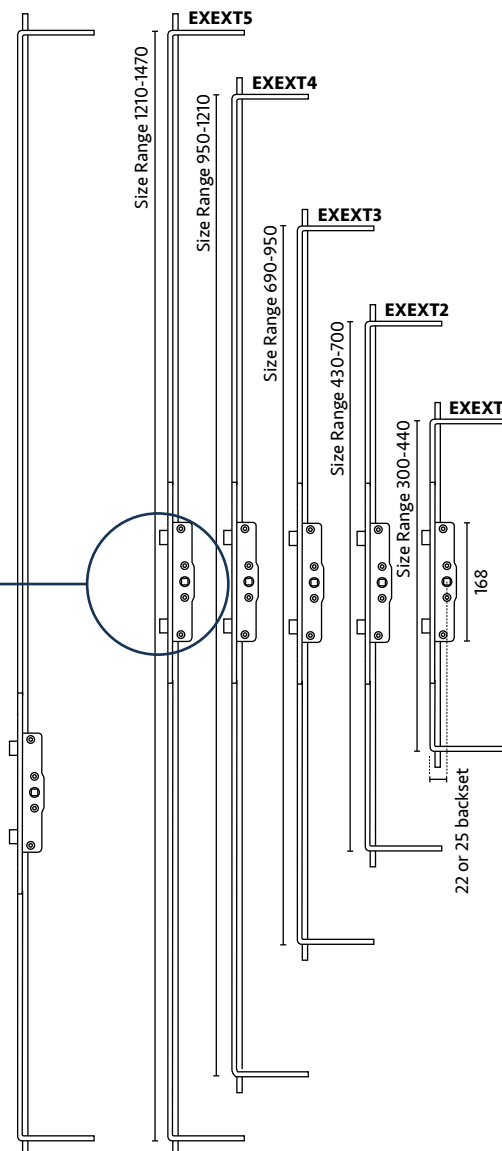 EXEXT5
Size Range 1210-1470
EXEXT4
Size Range 950-1210
EXEXT3
Size Range 690-950
EXEXT2
Size Range 430-700
EXEXT
Size Range 300-440
168
22 or 25 backset